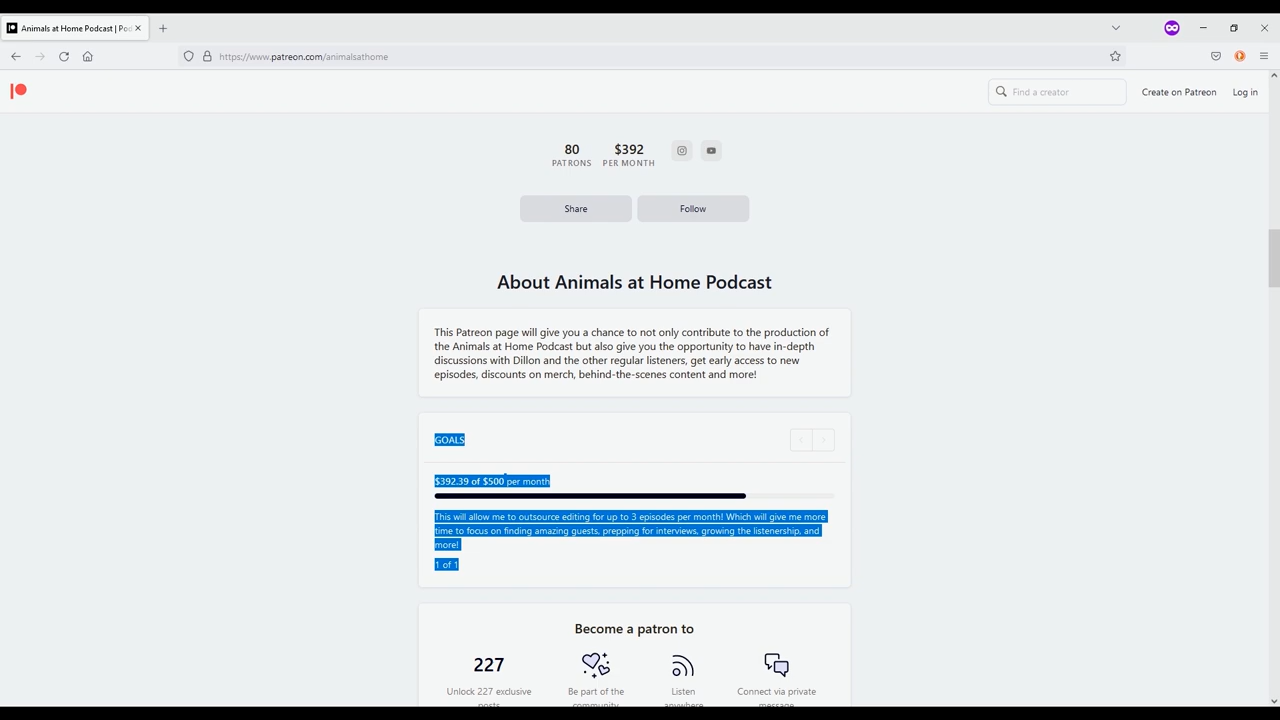 Animals at Home Podcast | Pod
https://www.patreon.com/animalsathome
Find a creator
Create on Patreon
Log in
80
PATRONS
$392
PER MONTH
Share
Follow
About Animals at Home Podcast
This Patreon page will give you a chance to not only contribute to the production of
the Animals at Home Podcast but also give you the opportunity to have in-depth
discussions with Dillon and the other regular listeners, get early access to new
episodes, discounts on merch, behind-the-scenes content and more!
GOALS
$392.39 of $500 per month
This will allow me to outsource editing for up to 3 episodes per month! Which will give me more
time to focus on finding amazing guests, prepping for interviews, growing the listenership, and
more!
1 of 1
Become a patron to
227
Unlock 227 exclusive
posts
Be part of the
community
Listen
anywhere
Connect via private
message